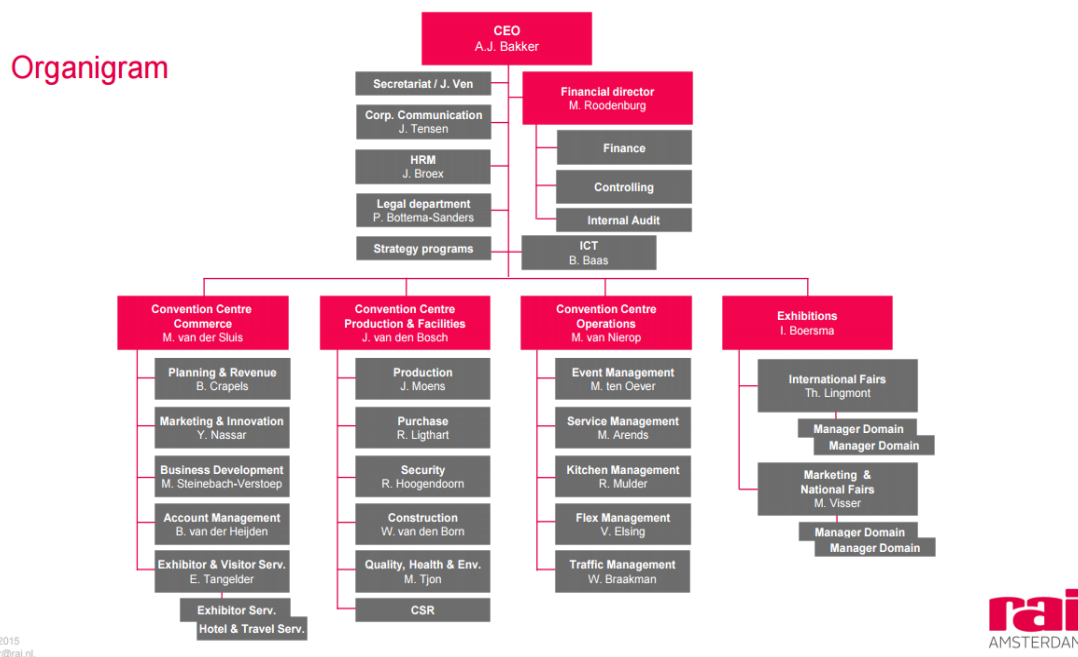 Organigram
CEO
A.J. Bakker
Secretariat / J. Ven
Corp. Communication
J. Tensen
HRM
J. Broex
Legal department
P. Bottema-Sanders
Strategy programs
Financial director
M. Roodenburg
Finance
Controlling
Internal Audit
ICT
B. Baas
Convention Centre
Commerce
M. van der Sluis
Planning & Revenue
B. Crapels
Marketing & Innovation
Y. Nassar
Business Development
M. Steinebach-Verstoep
Account Management
B. van der Heijden
Exhibitor & Visitor Serv.
E. Tangelder
Exhibitor Serv.
Hotel & Travel Serv.
Convention Centre
Production & Facilities
J. van den Bosch
Production
J. Moens
Purchase
R. Ligthart
Security
R. Hoogendoorn
Construction
W. van den Born
Quality, Health & Env.
M. Tjon
CSR
Convention Centre
Operations
M. van Nierop
Event Management
M. ten Oever
Service Management
M. Arends
Kitchen Management
R. Mulder
Flex Management
V. Elsing
Traffic Management
W. Braakman
Exhibitions
I. Boersma
International Fairs
Th. Lingmont
Manager Domain
Manager Domain
Marketing &
National Fairs
M. Visser
Manager Domain
Manager Domain
2015
@rai.nl.
rai
AMSTERDAM